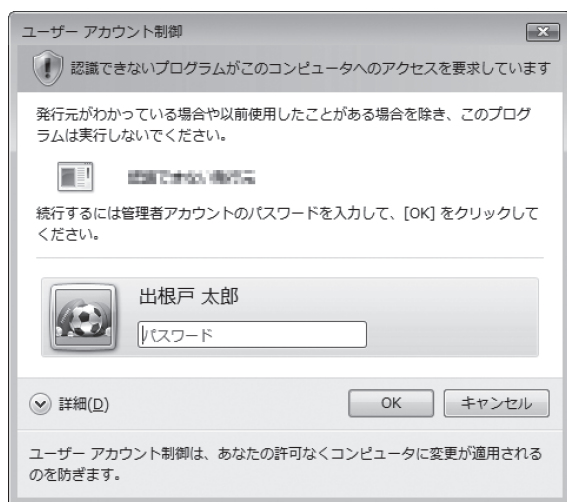 ユーザー アカウント制御
認識できないプログラムがこのコンピュータへのアクセスを要求しています
発行元がわかっている場合や以前使用したことがある場合を除き、このプログ
ラムは実行しないでください。
続行するには管理者アカウントのパスワードを入力して、[OK] をクリックして
ください。
出根戸 太郎
パスワード
詳細(D)
OK
キャンセル
ユーザー アカウント制御は、あなたの許可なくコンピュータに変更が適用される
のを防ぎます。